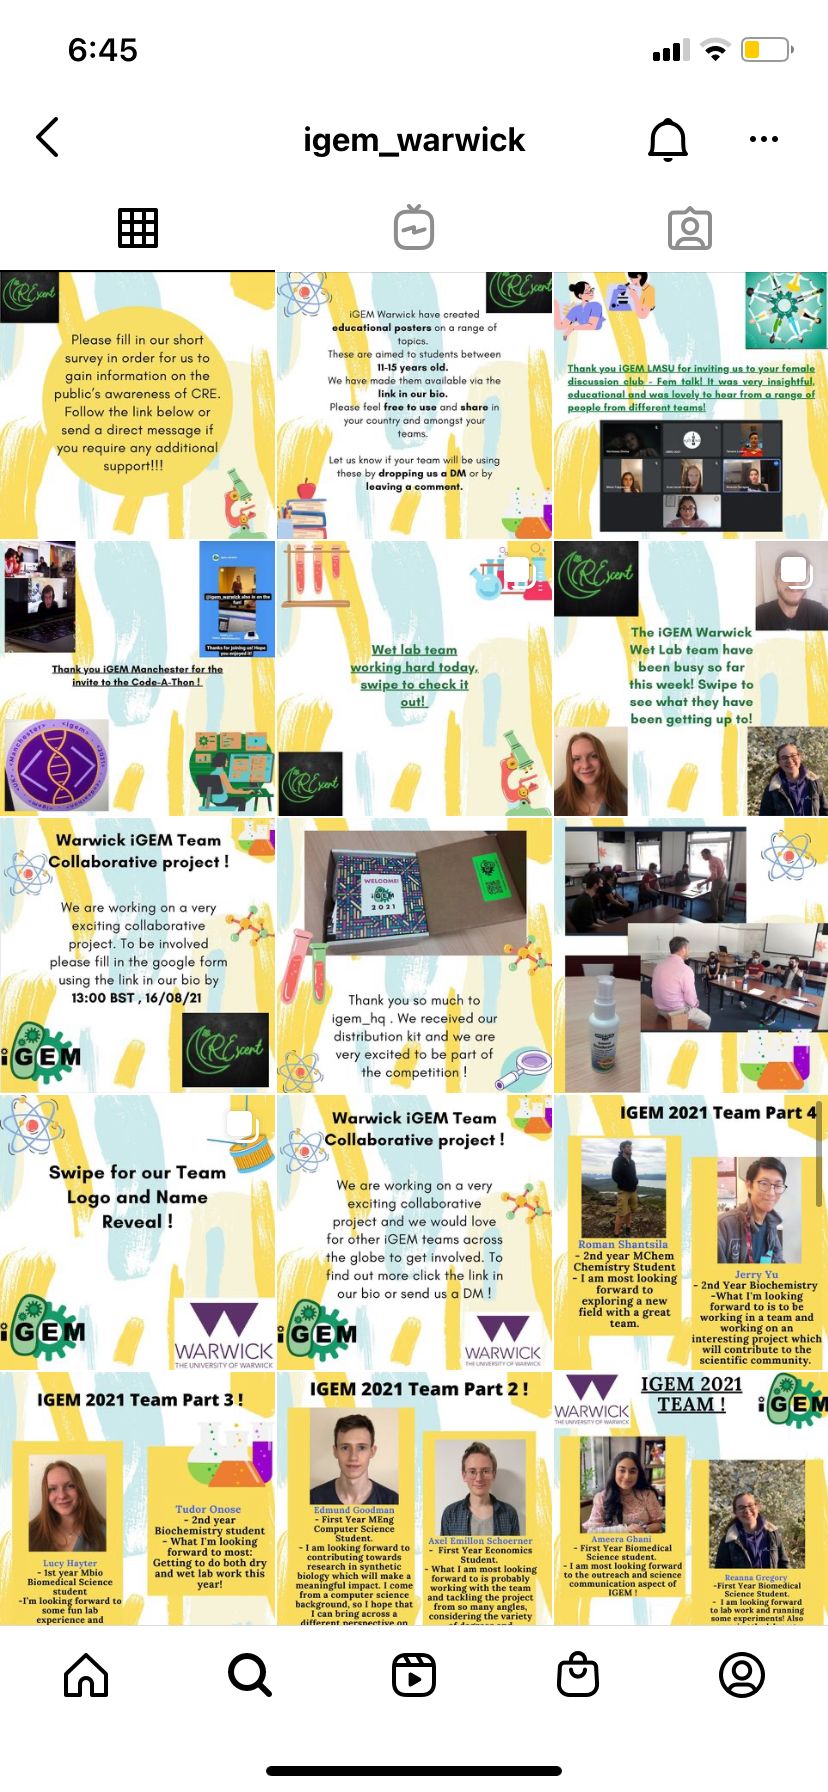 6:45
igem_warwick
CREscent
Please fill in our short
survey in order for us to
gain information on the
public's awareness of CRE.
Follow the link below or
send a direct message if
you require any additional
support!!!
CREscent
iGEM Warwick have created
educational posters on a range of
topics.
These are aimed to students between
11-15 years old.
We have made them available via the
link in our bio.
Please feel free to use and share in
your country and amongst your
teams.
Let us know if your team will be using
these by dropping us a DM or by
leaving a comment.
Thank you iGEM LMSU for inviting us to your female
discussion club - Fem talk! It was very insightful,
educational and was lovely to hear from a range of
people from different teams!
@igem_warwick also in on the
fun!
Thanks for joining us! Hope
you enjoyed it!
Thank you iGEM Manchester for the
invite to the Code-A-Thon !
Wet lab team
working hard today,
swipe to check it
out!
CREscent
CREscent
The iGEM Warwick
Wet Lab team have
been busy so far
this week! Swipe to
see what they have
been getting up to!
Warwick iGEM Team
Collaborative project !
We are working on a very
exciting collaborative
project. To be involved
please fill in the google form
using the link in our bio by
13:00 BST , 16/08/21
iGEM
CREscent
WELCOME!
iGEM
2021
Thank you so much to
igem_hq . We received our
distribution kit and we are
very excited to be part of
the competition !
Swipe for our Team
Logo and Name
Reveal !
iGEM
WARWICK
THE UNIVERSITY OF WARWICK
Warwick iGEM Team
Collaborative project !
We are working on a very
exciting collaborative
project and we would love
for other iGEM teams across
the globe to get involved. To
find out more click the link in
our bio or send us a DM !
iGEM
WARWICK
THE UNIVERSITY OF WARWICK
IGEM 2021 Team Part 4
Roman Shantsila
- 2nd year MChem
Chemistry Student
- I am most looking
forward to
exploring a new
field with a great
team.
Jerry Yu
- 2nd Year Biochemistry
-What I'm looking
forward to is to be
working in a team and
working on an
interesting project which
will contribute to the
scientific community.
IGEM 2021 Team Part 3 !
Lucy Hayter
- 1st year Mbio
Biomedical Science
student
-I'm looking forward to
some fun lab
experience and
Tudor Onose
- 2nd year
Biochemistry student
- What I'm looking
forward to most:
Getting to do both dry
and wet lab work this
year!
IGEM 2021 Team Part 2 !
Edmund Goodman
- First Year MEng
Computer Science
Student.
- I am looking forward to
contributing towards
research in synthetic
biology which will make a
meaningful impact. I come
from a computer science
background, so I hope that
I can bring across a
different perspective on
Axel Emillon Schoerner
- First Year Economics
Student.
- What I am most looking
forward to is probably
working with the team
and tackling the project
from so many angles,
considering the variety
of degrees and
WARWICK
THE UNIVERSITY OF WARWICK
IGEM 2021
TEAM !
iGEM
Ameera Ghani
- First Year Biomedical
Science student.
- I am most looking forward
to the outreach and science
communication aspect of
IGEM !
Reanna Gregory
-First Year Biomedical
Science Student.
- I am looking forward
to lab work and running
some experiments! Also